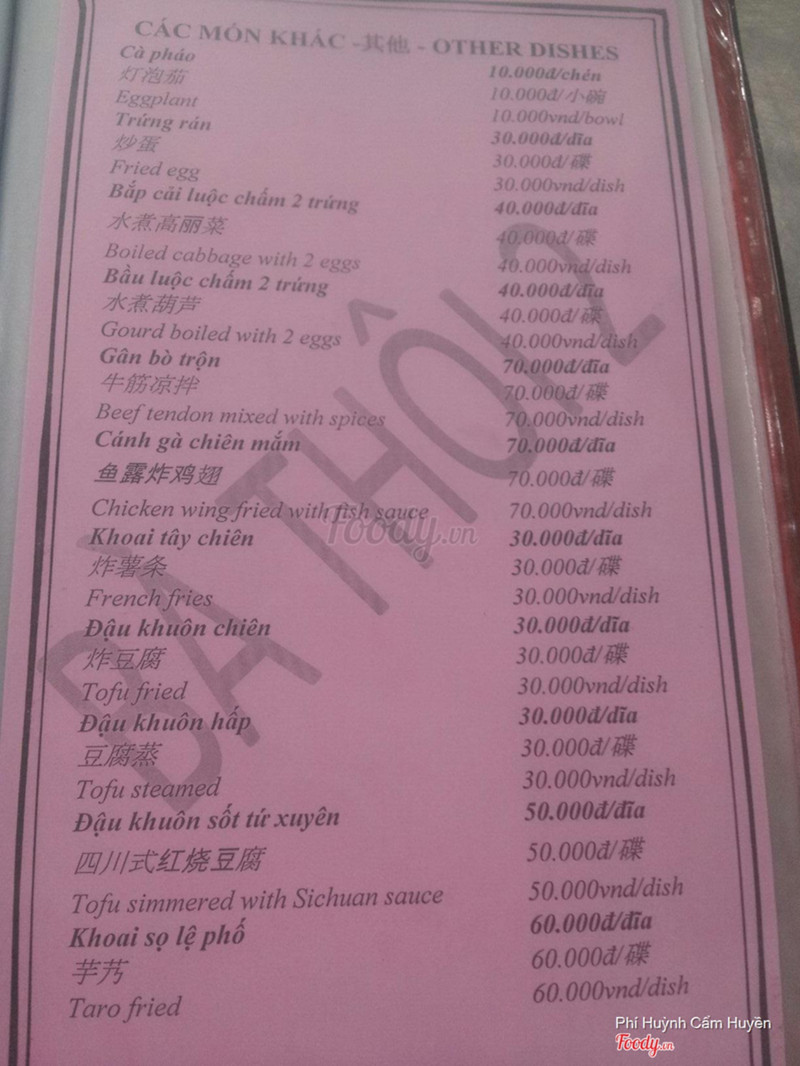 CÁC MÓN KHÁC -其他 - OTHER DISHES
Cà pháo 10.000đ/chén
灯泡茄 10.000đ/小碗
Eggplant 10.000vnd/bowl
Trứng rán 30.000đ/đĩa
炒蛋 30.000đ/碟
Fried egg 30.000vnd/dish
Bắp cải luộc chấm 2 trứng 40.000đ/đĩa
水煮高丽菜 40.000đ/碟
Boiled cabbage with 2 eggs 40.000vnd/dish
Bầu luộc chấm 2 trứng 40.000đ/đĩa
水煮葫芦 40.000đ/碟
Gourd boiled with 2 eggs 40.000vnd/dish
Gân bò trộn 70.000đ/đĩa
牛筋凉拌 70.000đ/碟
Beef tendon mixed with spices 70.000vnd/dish
Cánh gà chiên mắm 70.000đ/đĩa
鱼露炸鸡翅 70.000đ/碟
Chicken wing fried with fish sauce 70.000vnd/dish
Khoai tây chiên 30.000đ/đĩa
炸薯条 30.000đ/碟
French fries 30.000vnd/dish
Đậu khuôn chiên 30.000đ/đĩa
炸豆腐 30.000đ/碟
Tofu fried 30.000vnd/dish
Đậu khuôn hấp 30.000đ/đĩa
豆腐蒸 30.000đ/碟
Tofu steamed 30.000vnd/dish
Đậu khuôn sốt tứ xuyên 50.000đ/đĩa
四川式红烧豆腐 50.000đ/碟
Tofu simmered with Sichuan sauce 50.000vnd/dish
Khoai sọ lệ phố 60.000đ/đĩa
芋艿 60.000đ/碟
Taro fried 60.000vnd/dish
BÀ THÔI 2
Foody.vn
Phí Huỳnh Cẩm Huyền
Foody.vn